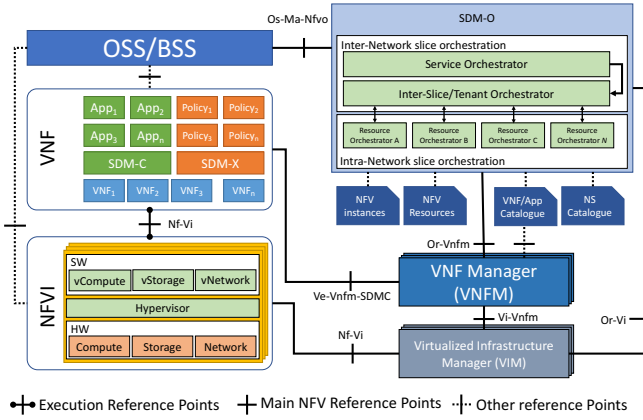 Os-Ma-Nfvo
SDM-O
OSS/BSS
Inter-Network slice orchestration
Service Orchestrator
Inter-Slice/Tenant Orchestrator
Resource Orchestrator A
Resource Orchestrator B
Resource Orchestrator C
Resource Orchestrator N
Intra-Network slice orchestration
VNF
App1 App2 Policy1 Policy2
App3 Appn Policy3 Policyn
SDM-C SDM-X
VNF1 VNF2 VNF3 VNFn
NFV instances
NFV Resources
VNF/App Catalogue
NS Catalogue
Nf-Vi
Or-Vnfm
NFVI
SW
vCompute vStorage vNetwork
Hypervisor
HW
Compute Storage Network
VNF Manager
(VNFM)
Ve-Vnfm-SDMC
Vi-Vnfm
Or-Vi
Nf-Vi
Virtualized Infrastructure
Manager (VIM)
Execution Reference Points Main NFV Reference Points Other reference Points